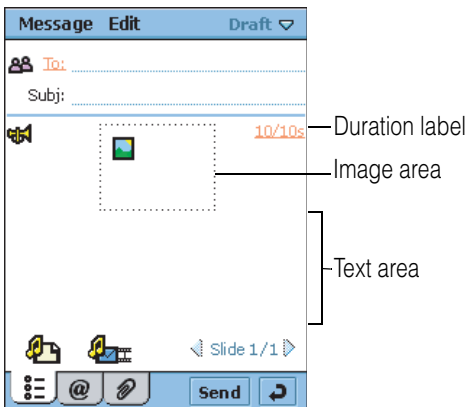 Message Edit Draft
To:
Subj:
10/10s
Duration label
Image area
Text area
Slide 1/1
@ Send